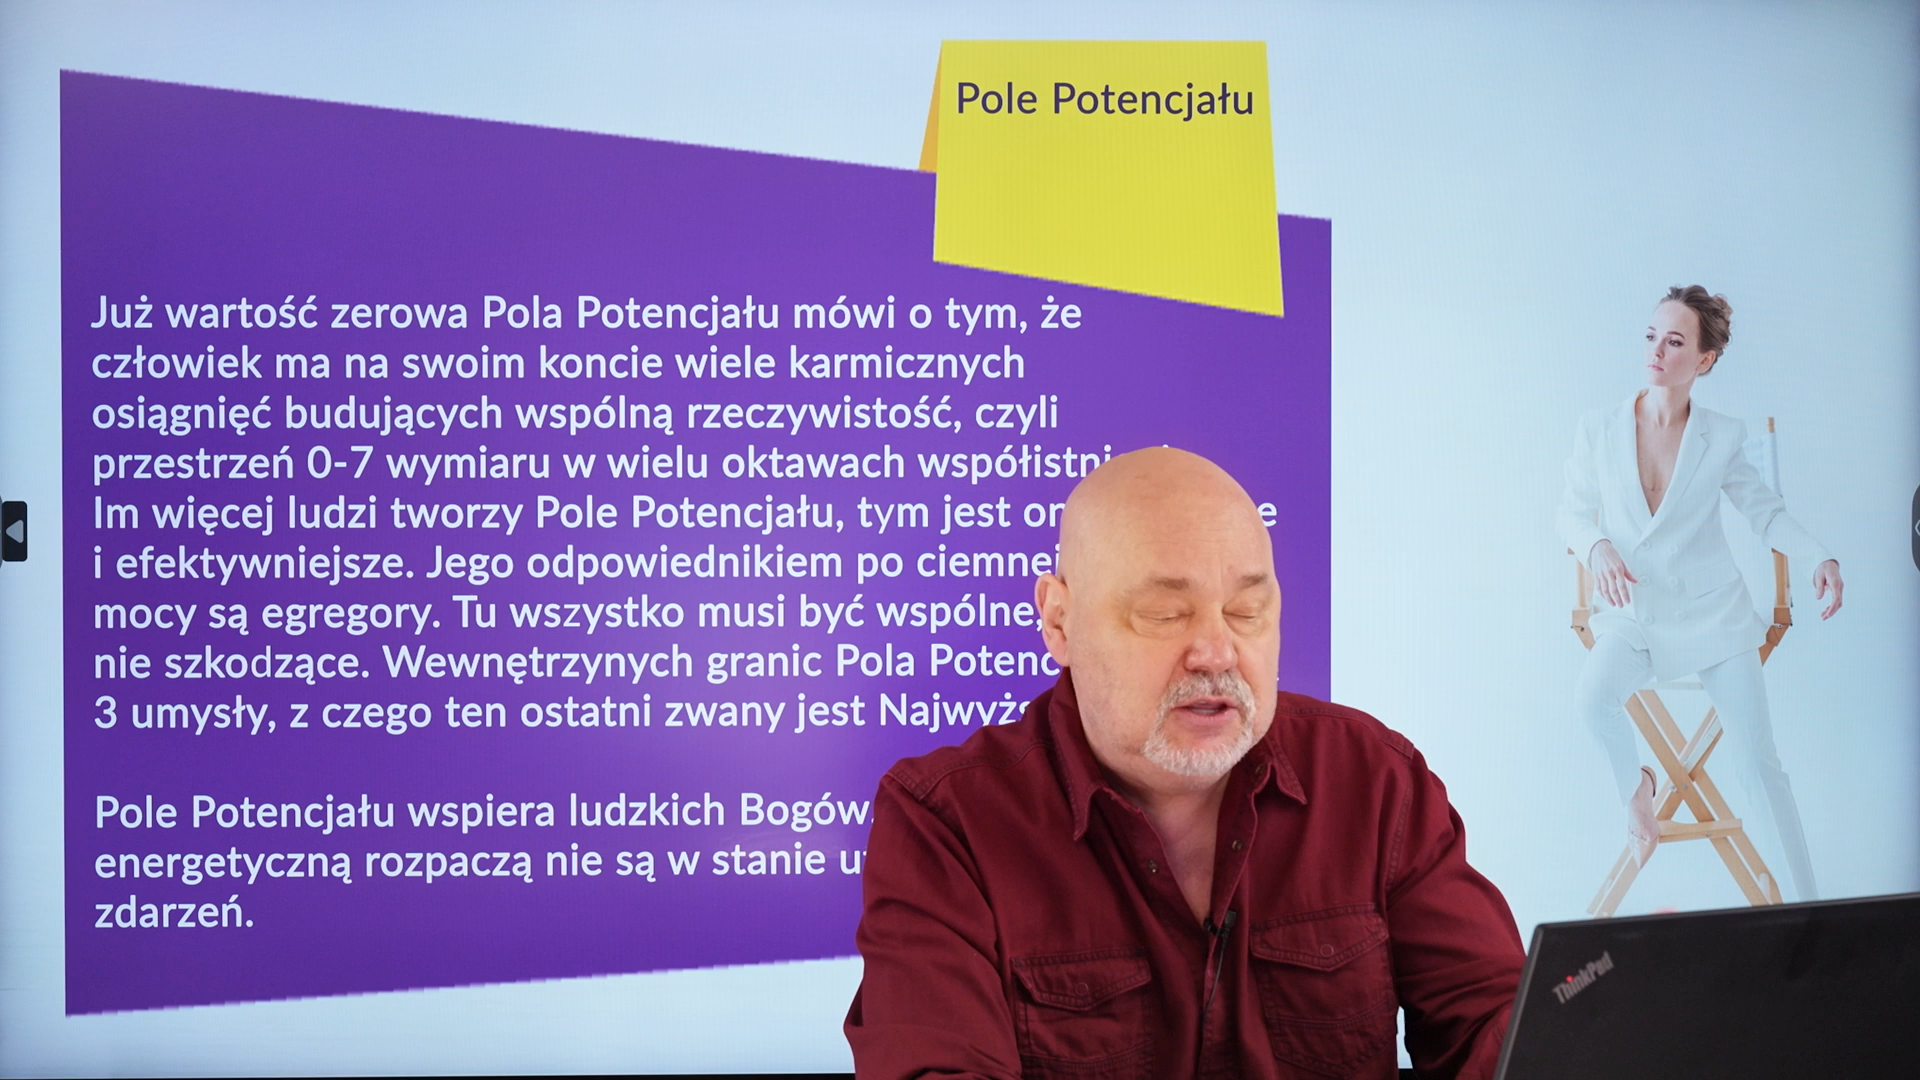 Pole Potencjału
Już wartość zerowa Pola Potencjału mówi o tym, że
człowiek ma na swoim koncie wiele karmicznych
osiągnięć budujących wspólną rzeczywistość, czyli
przestrzeń 0-7 wymiaru w wielu oktawach
Im więcej ludzi tworzy Pole Potencjału, tym jest
i efektywniejsze. Jego odpowiednikiem po ciemnej
mocy są egregory. Tu wszystko musi być wspólne,
nie szkodzące. Wewnętrzynych granic Pola
3 umysły, z czego ten ostatni zwany jest
Pole Potencjału wspiera ludzkich Bogów.
energetyczną rozpaczą nie są w stanie
zdarzeń.
ThinkPad